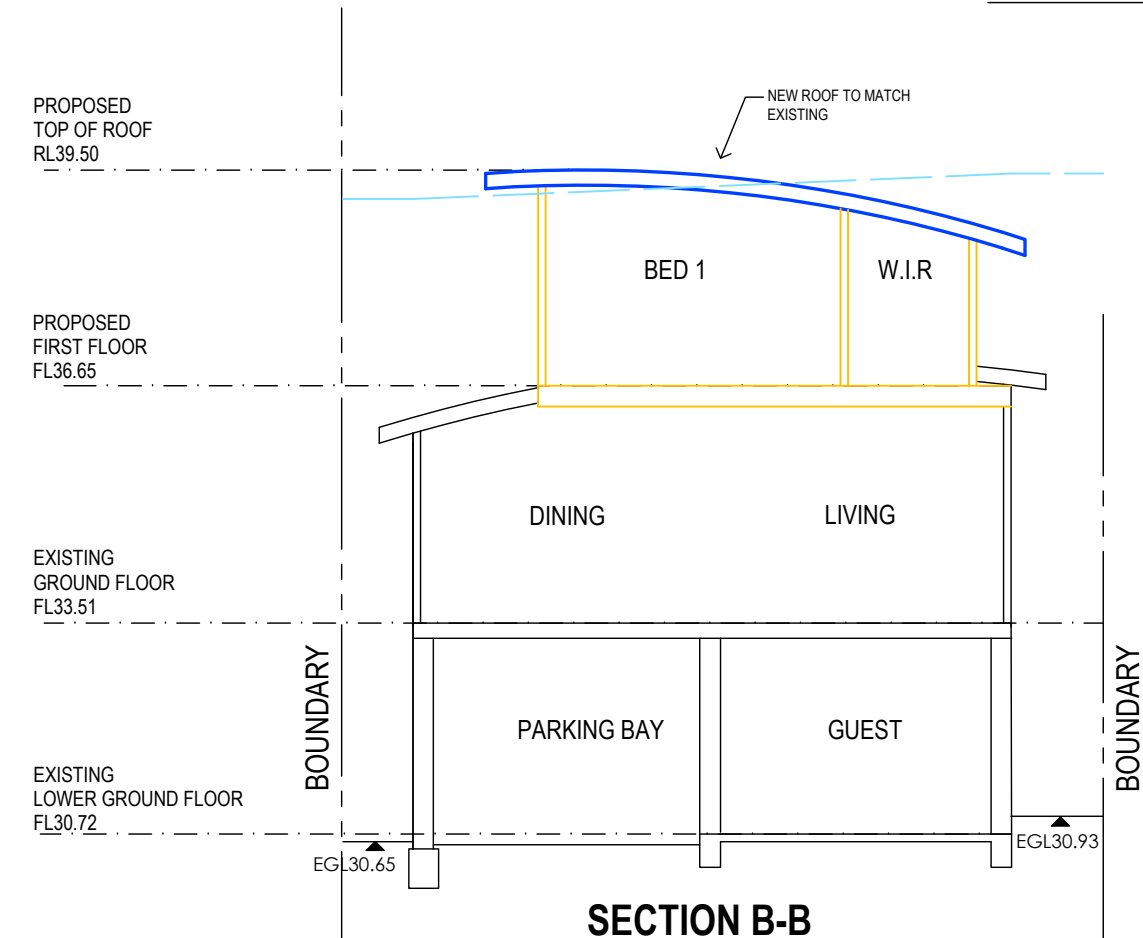 PROPOSED
TOP OF ROOF
RL39.50
NEW ROOF TO MATCH
EXISTING
BED 1
W.I.R
PROPOSED
FIRST FLOOR
FL36.65
DINING
LIVING
EXISTING
GROUND FLOOR
FL33.51
BOUNDARY
BOUNDARY
PARKING BAY
GUEST
EXISTING
LOWER GROUND FLOOR
FL30.72
EGL30.65
EGL30.93
SECTION B-B